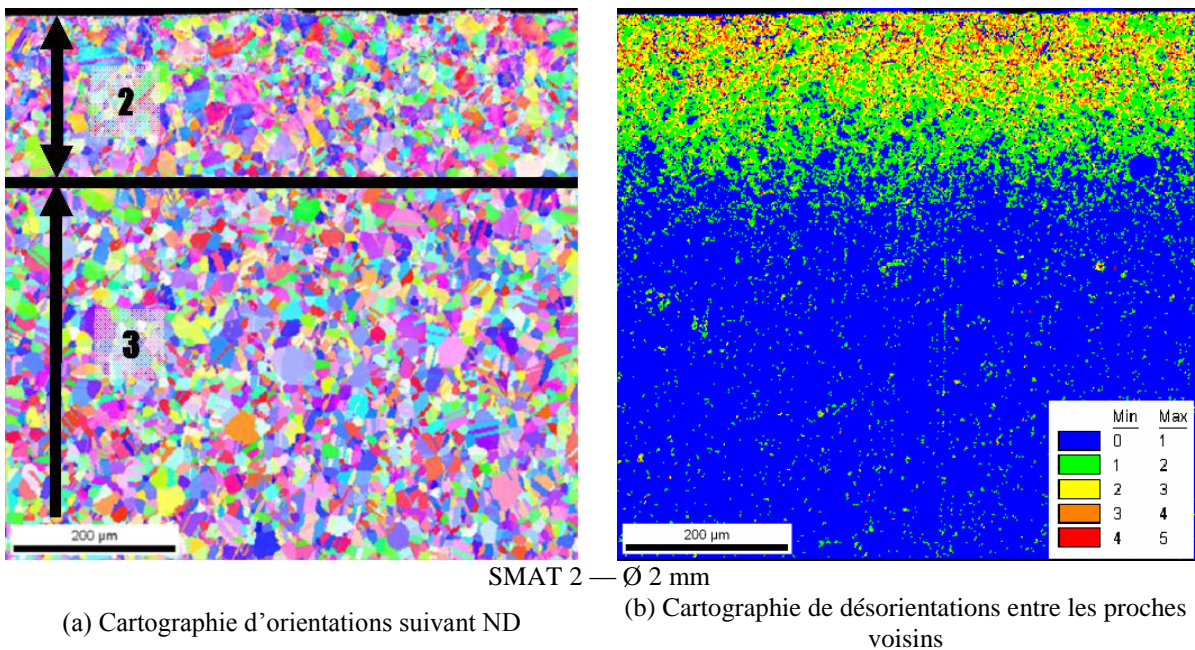 2
3
200 µm
200 µm
Min Max
0 1
1 2
2 3
3 4
4 5
SMAT 2 — Ø 2 mm
(a) Cartographie d’orientations suivant ND
(b) Cartographie de désorientations entre les proches
voisins